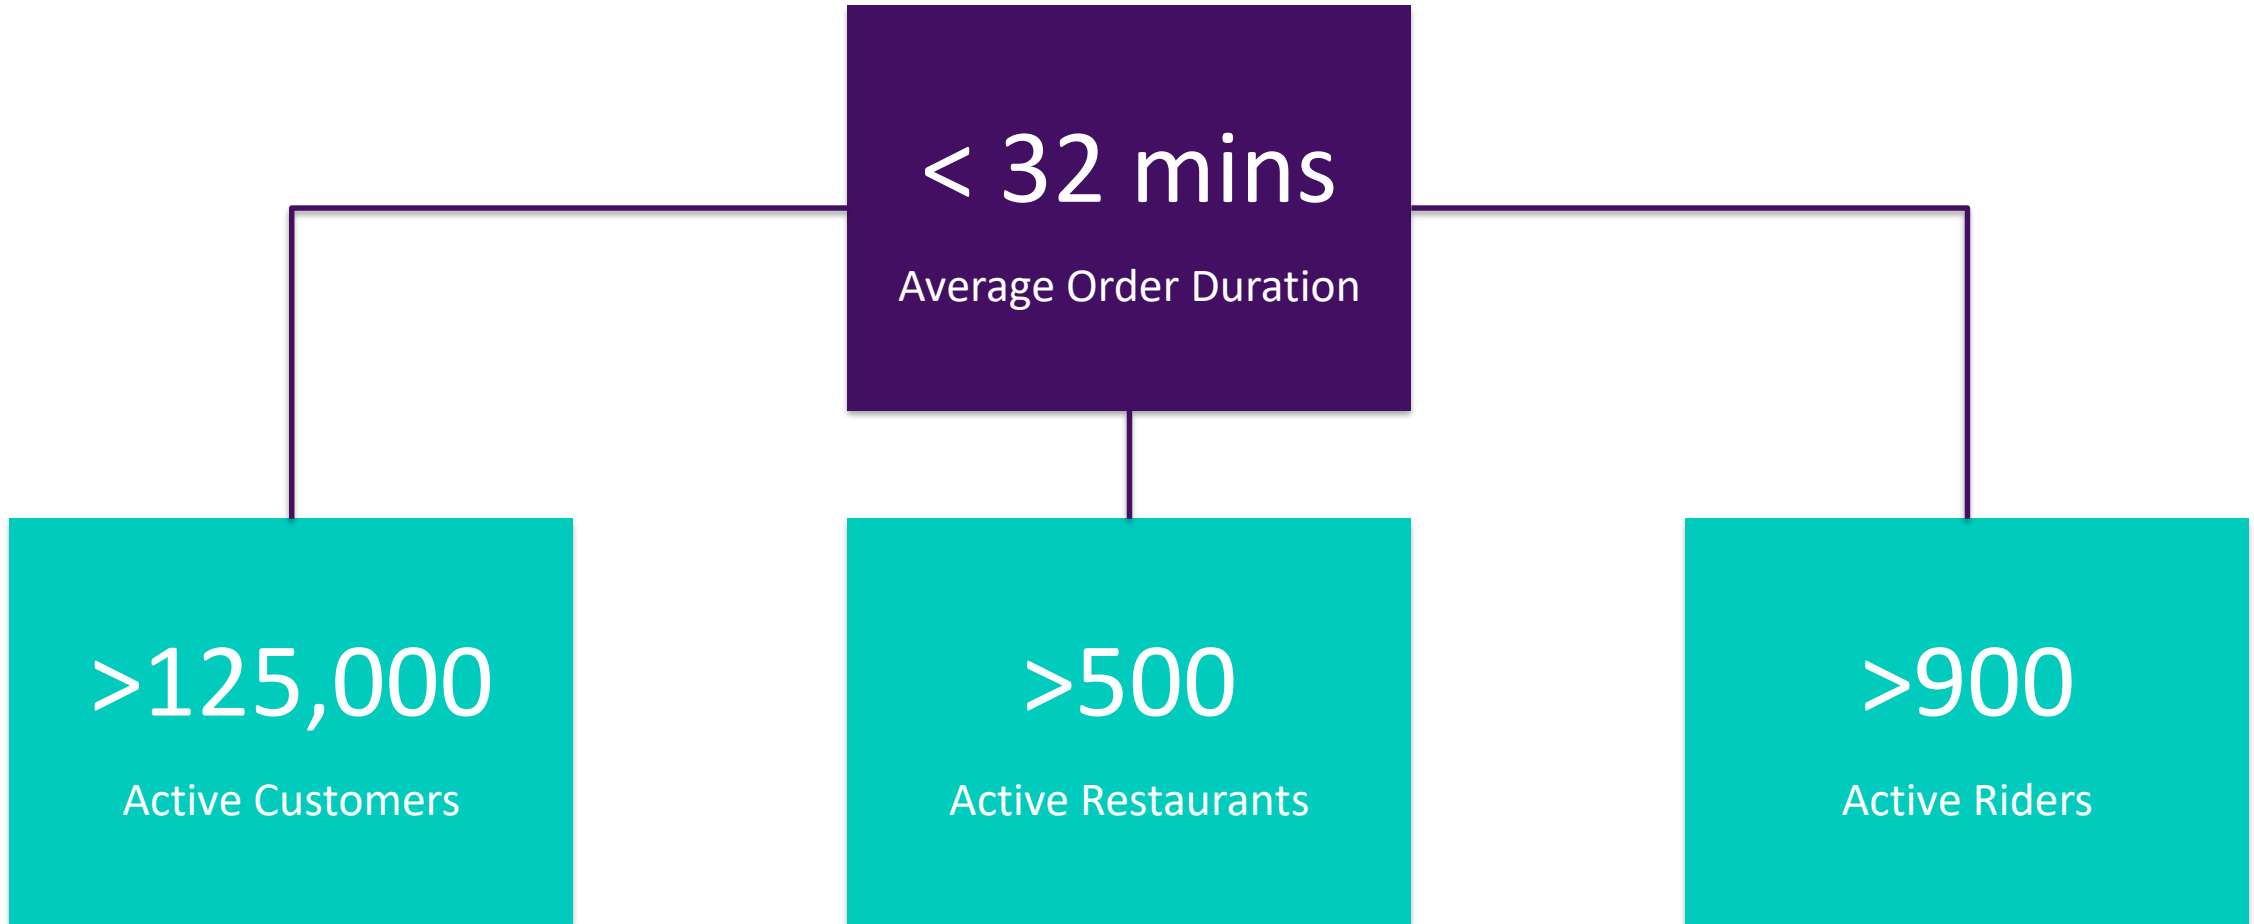 < 32 mins
Average Order Duration
>125,000
Active Customers
>500
Active Restaurants
>900
Active Riders